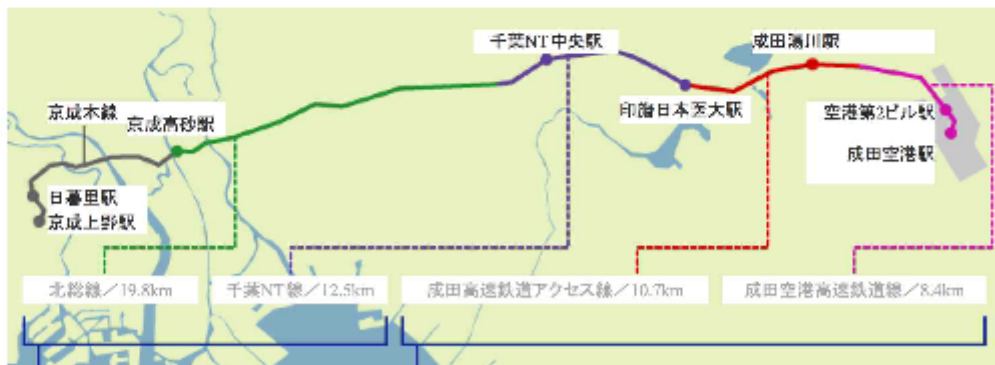 千葉NT中央駅
成田湯川駅
京成本線
京成高砂駅
印旛日本医大駅
空港第2ビル駅
成田空港駅
日暮里駅
京成上野駅
北総線/19.8km
千葉NT線/12.5km
成田高速鉄道アクセス線/10.7km
成田空港高速鉄道線/8.4km